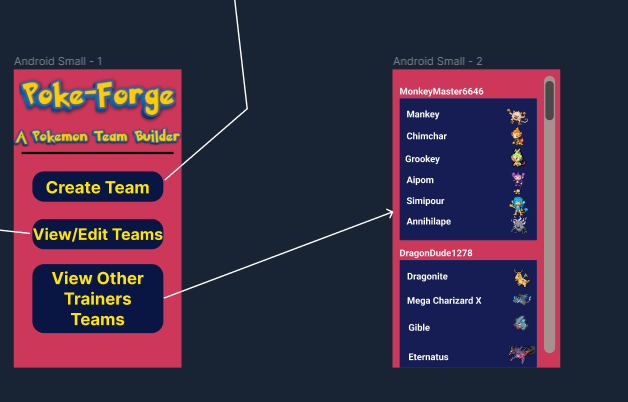 Android Small - 1
Poke-Forge
A Pokemon Team Builder
Create Team
View/Edit Teams
View Other
Trainers
Teams
Android Small - 2
MonkeyMaster6646
Mankey
Chimchar
Grookey
Aipom
Simipour
Annihilape
DragonDude1278
Dragonite
Mega Charizard X
Gible
Eternatus